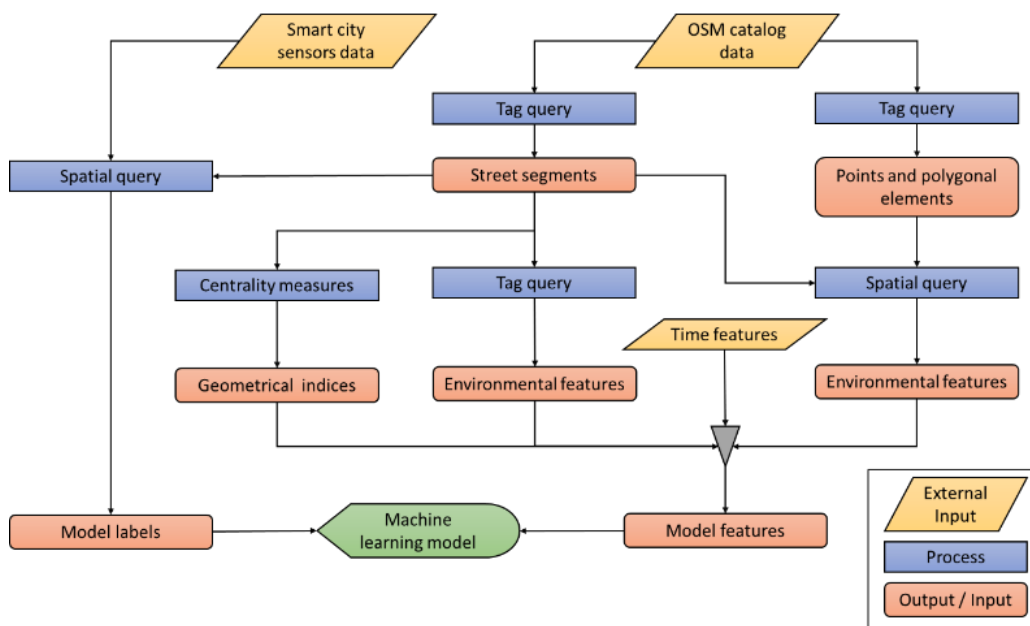 Smart city
sensors data
OSM catalog
data
Tag query
Tag query
Spatial query
Street segments
Points and polygonal
elements
Centrality measures
Tag query
Spatial query
Time features
Geometrical indices
Environmental features
Environmental features
Model labels
Machine
learning model
Model features
External
Input
Process
Output / Input